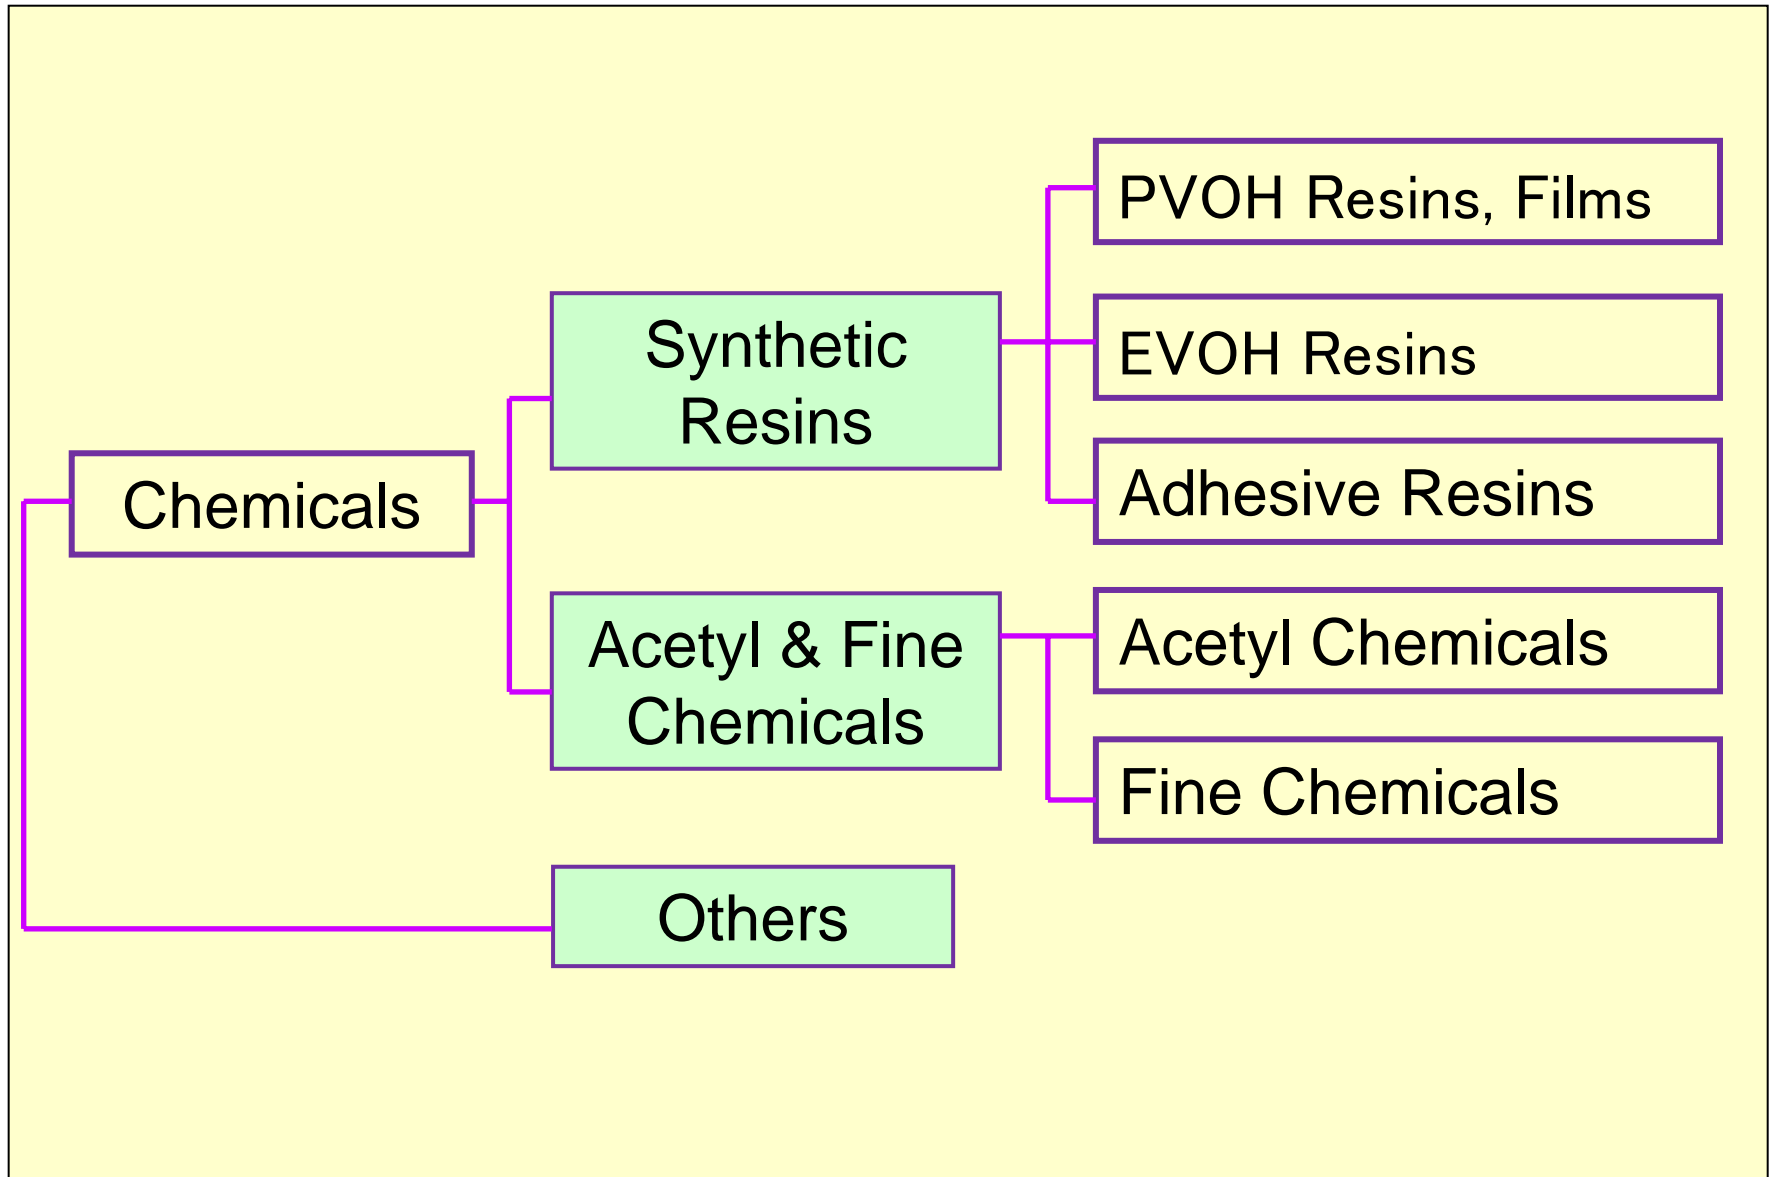 Chemicals
Synthetic
Resins
Acetyl & Fine
Chemicals
Others
PVOH Resins, Films
EVOH Resins
Adhesive Resins
Acetyl Chemicals
Fine Chemicals